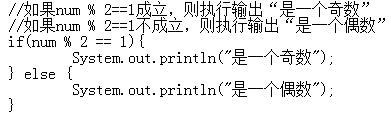 //如果num % 2==1成立，则执行输出“是一个奇数”
//如果num % 2==1不成立，则执行输出“是一个偶数”
if(num % 2 == 1){
        System.out.println("是一个奇数");
} else {
        System.out.println("是一个偶数");
}